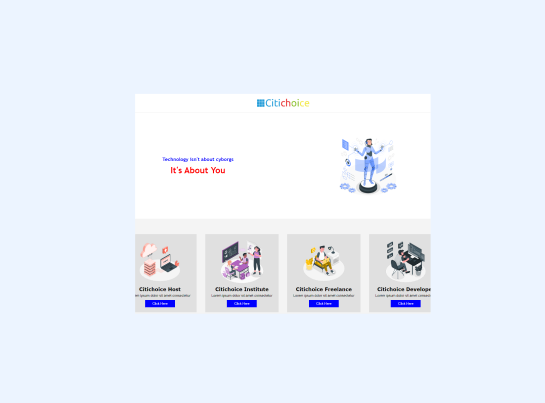 Citichoice
Technology Isn't about cyborgs
It's About You
Citichoice Host
rem ipsum dolor sit amet consectetur
Click Here
Citichoice Institute
Lorem ipsum dolor sit amet consectetur
Click Here
Citichoice Freelance
Lorem ipsum dolor sit amet consectetur
Click Here
Citichoice Develope
Lorem ipsum dolor sit amet consectetur
Click Here